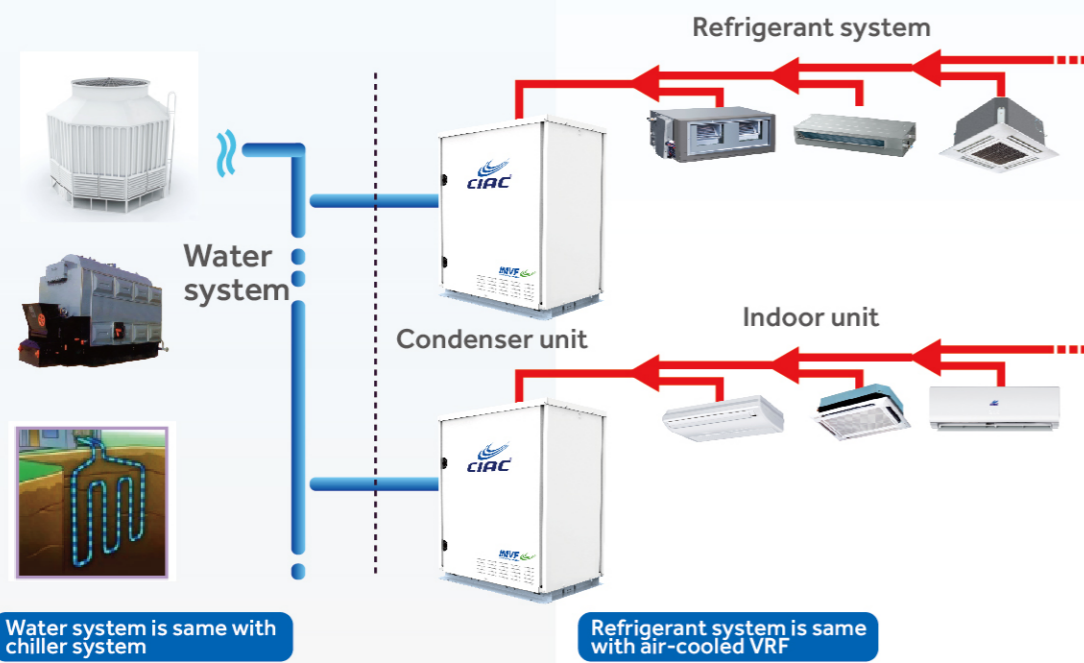 Refrigerant system
CIAC
Water
system
Condenser unit
Indoor unit
CIAC
Water system is same with
chiller system
Refrigerant system is same
with air-cooled VRF